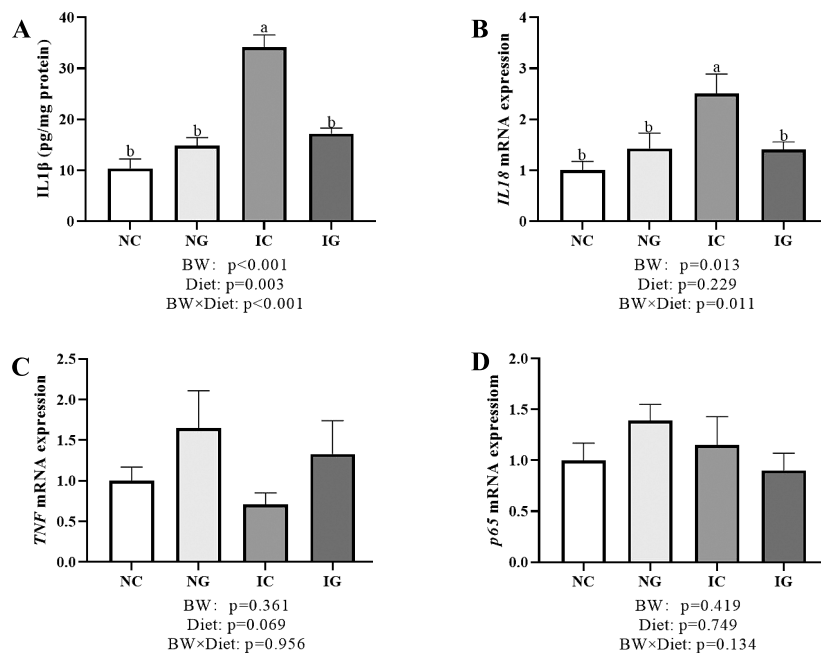 A
IL1β (pg/mg protein)
40
30
20
10
0
b
b
a
b
NC NG IC IG
BW: p<0.001
Diet: p=0.003
BW×Diet: p<0.001
B
IL18 mRNA expression
4
3
2
1
0
b
b
a
b
NC NG IC IG
BW: p=0.013
Diet: p=0.229
BW×Diet: p=0.011
C
TNF mRNA expression
2.5
2.0
1.5
1.0
0.5
0.0
NC NG IC IG
BW: p=0.361
Diet: p=0.069
BW×Diet: p=0.956
D
p65 mRNA expressiom
2.0
1.5
1.0
0.5
0.0
NC NG IC IG
BW: p=0.419
Diet: p=0.749
BW×Diet: p=0.134